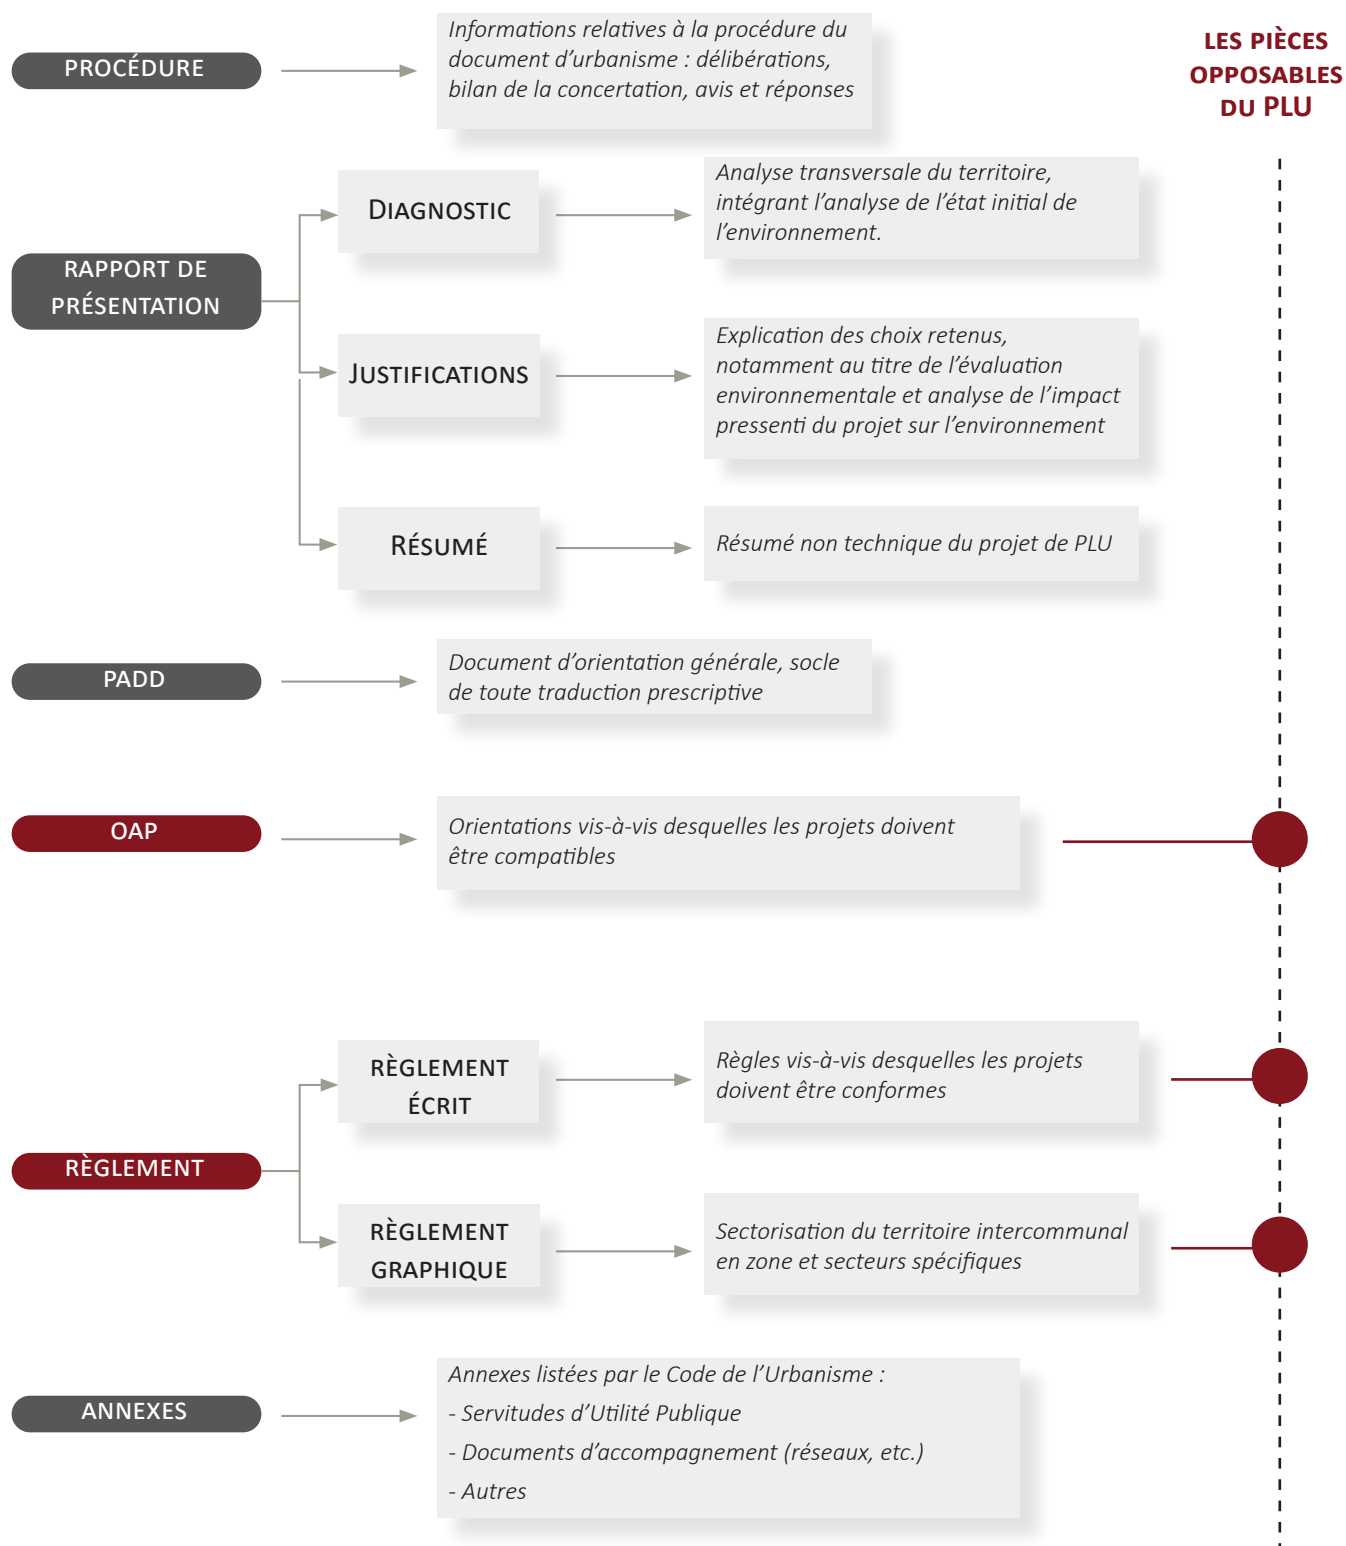 PROCÉDURE
Informations relatives à la procédure du
document d’urbanisme : délibérations,
bilan de la concertation, avis et réponses
LES PIÈCES
OPPOSABLES
DU PLU
RAPPORT DE
PRÉSENTATION
DIAGNOSTIC
Analyse transversale du territoire,
intégrant l’analyse de l’état initial de
l’environnement.
JUSTIFICATIONS
Explication des choix retenus,
notamment au titre de l’évaluation
environnementale et analyse de l’impact
pressenti du projet sur l’environnement
RÉSUMÉ
Résumé non technique du projet de PLU
PADD
Document d’orientation générale, socle
de toute traduction prescriptive
OAP
Orientations vis-à-vis desquelles les projets doivent
être compatibles
RÈGLEMENT
RÈGLEMENT
ÉCRIT
Règles vis-à-vis desquelles les projets
doivent être conformes
RÈGLEMENT
GRAPHIQUE
Sectorisation du territoire intercommunal
en zone et secteurs spécifiques
ANNEXES
Annexes listées par le Code de l’Urbanisme :
- Servitudes d’Utilité Publique
- Documents d’accompagnement (réseaux, etc.)
- Autres